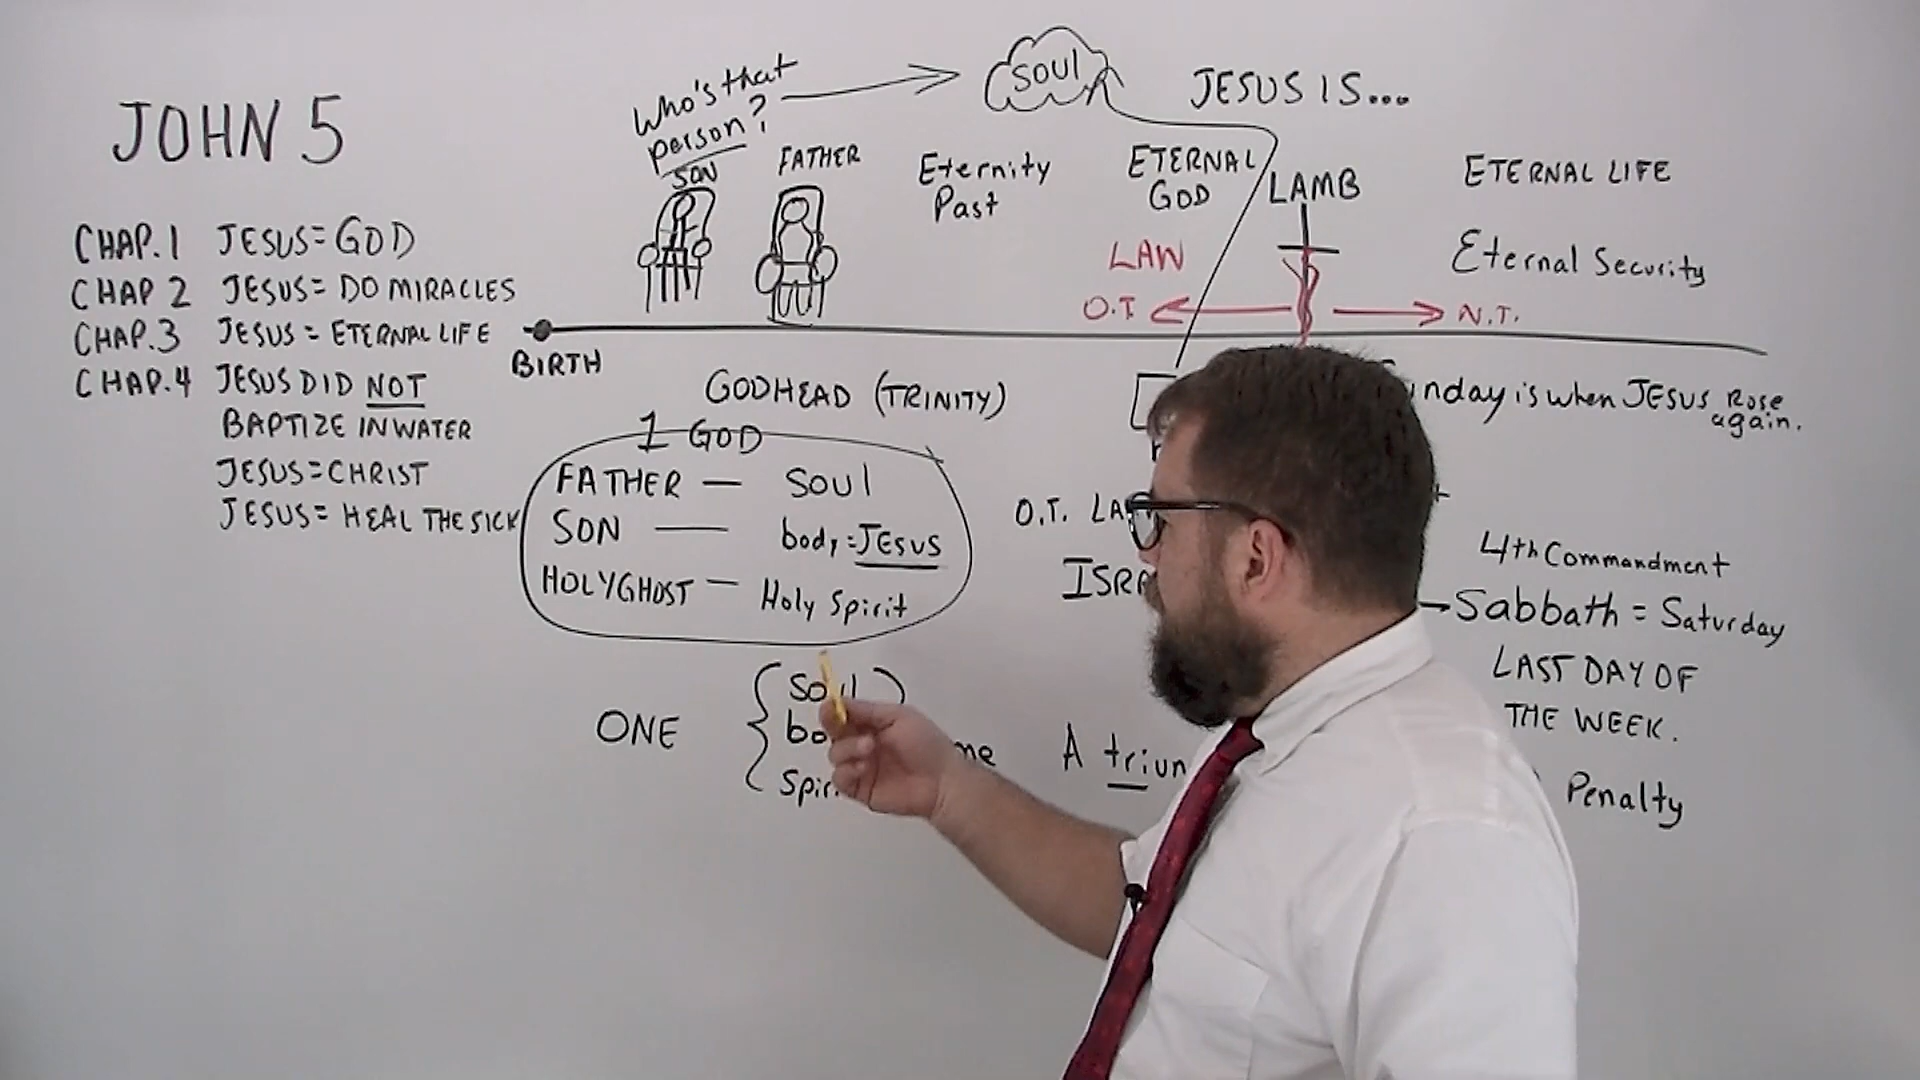 JOHN 5
CHAP.1 JESUS=GOD
CHAP 2 JESUS=DO MIRACLES
CHAP.3 JESUS=ETERNAL LIFE
CHAP.4 JESUS DID NOT
BAPTIZE IN WATER
JESUS=CHRIST
JESUS=HEAL THE SICK
Who's that
person?
SON
FATHER
SOUL
Eternity
Past
JESUS IS...
ETERNAL
GOD
LAMB
ETERNAL LIFE
LAW
Eternal Security
O.T.
N.T.
BIRTH
GODHEAD (TRINITY)
1 GOD
FATHER — SOUl
SON — body=JESUS
HOLYGHOST — Holy Spirit
ONE
is when JESUS Rose
again.
O.T.
4th Commandment
Sabbath = Saturday
LAST DAY OF
THE WEEK.
A
Penalty